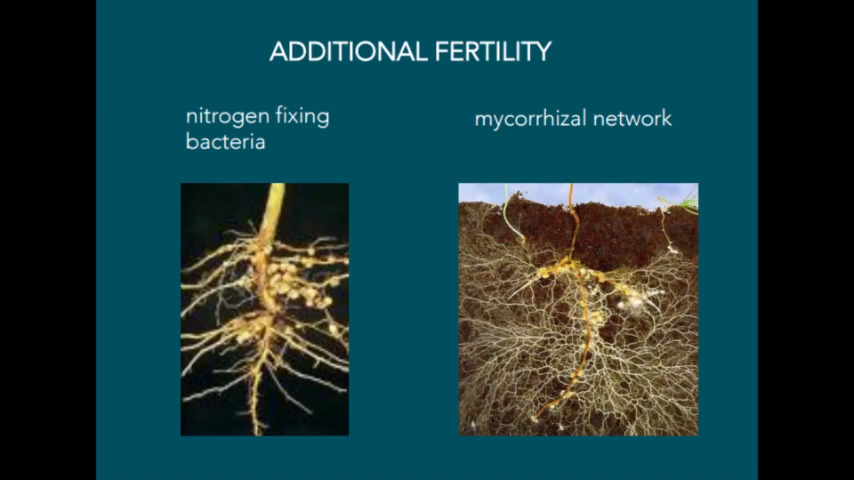 ADDITIONAL FERTILITY
nitrogen fixing
bacteria
mycorrhizal network